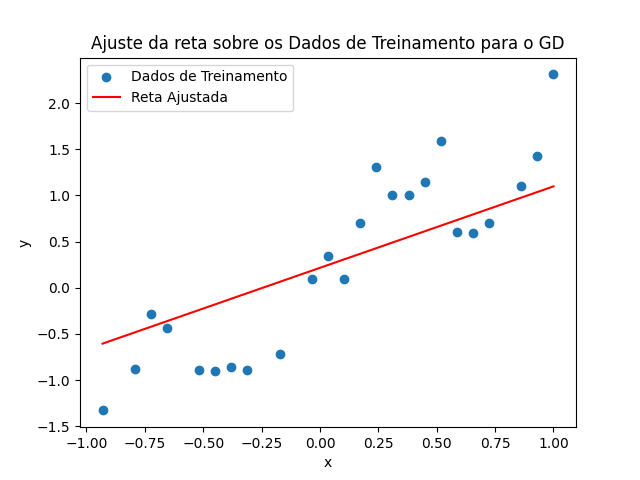 Ajuste da reta sobre os Dados de Treinamento para o GD
Dados de Treinamento
Reta Ajustada
2.0
1.5
1.0
0.5
0.0
−0.5
−1.0
−1.5
y
−1.00 −0.75 −0.50 −0.25 0.00 0.25 0.50 0.75 1.00
x